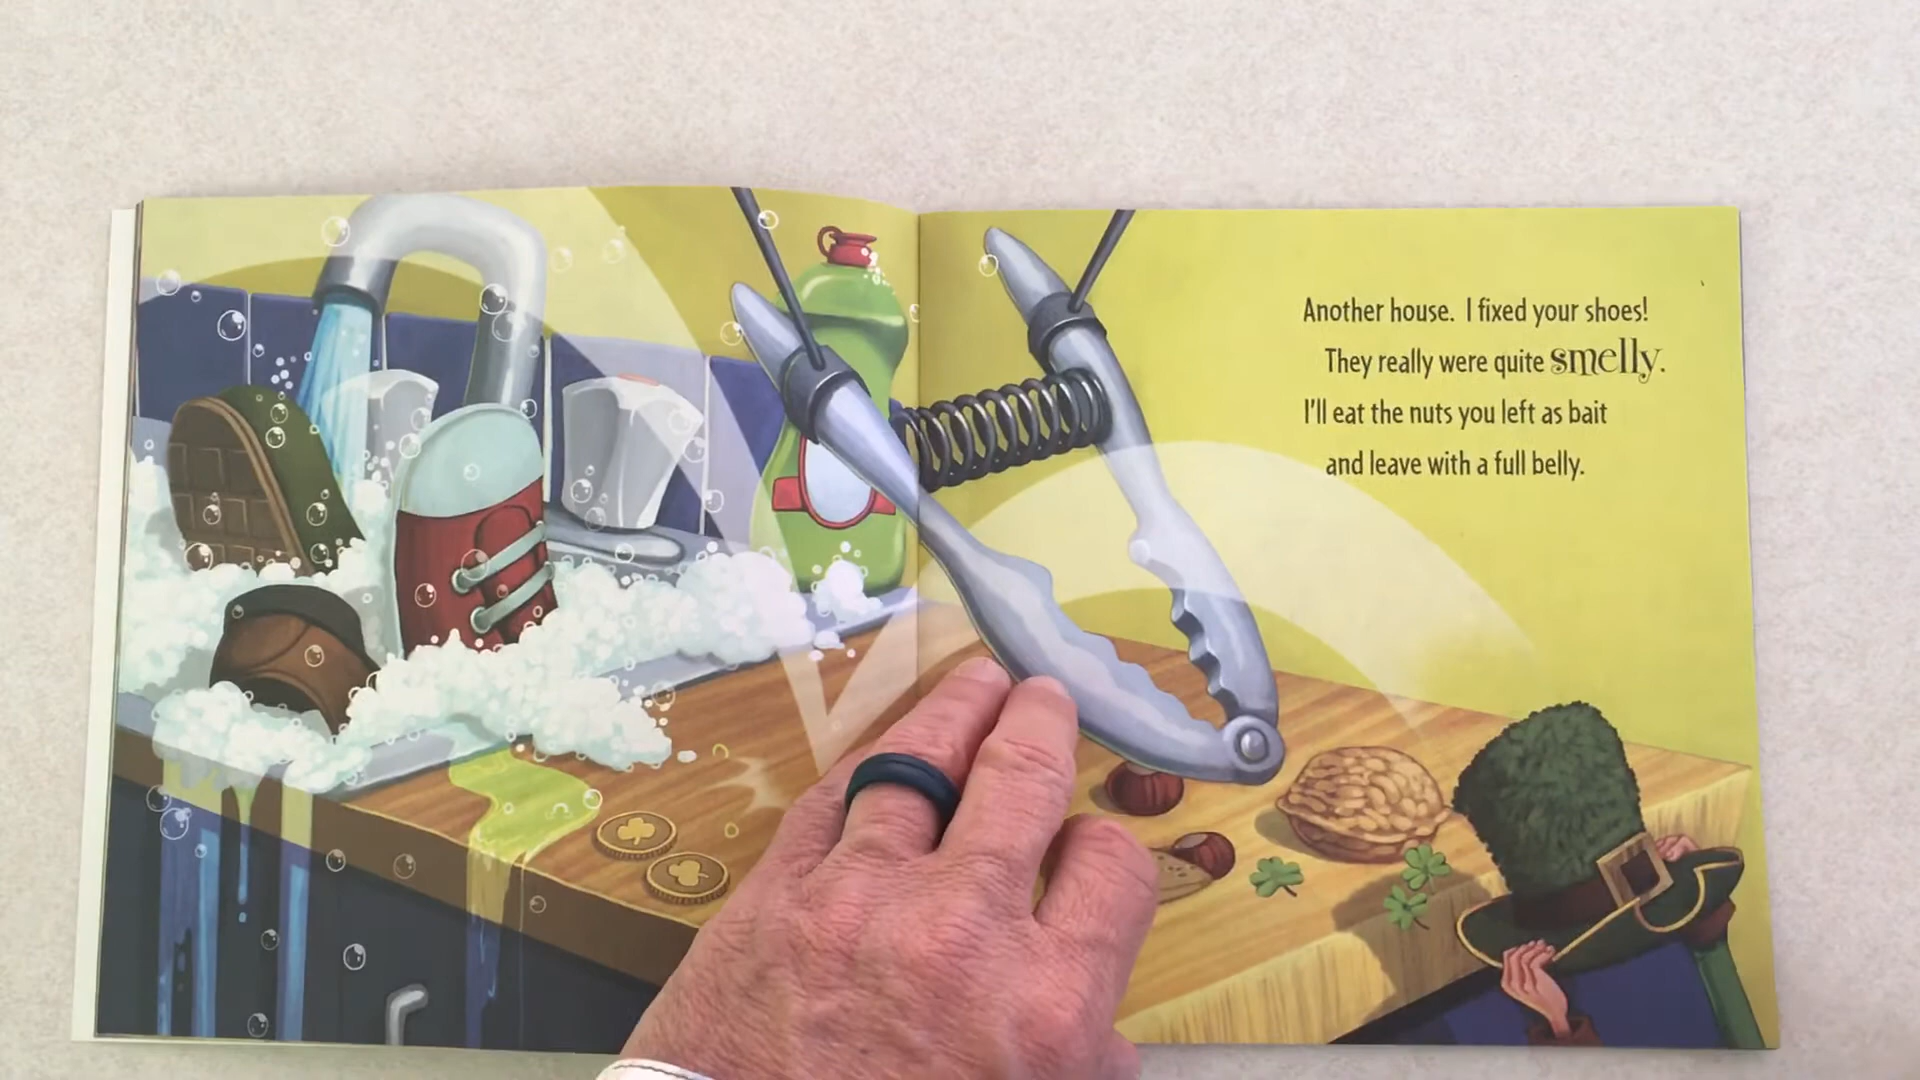 Another house. I fixed your shoes!
They really were quite smelly.
I'll eat the nuts you left as bait
and leave with a full belly.